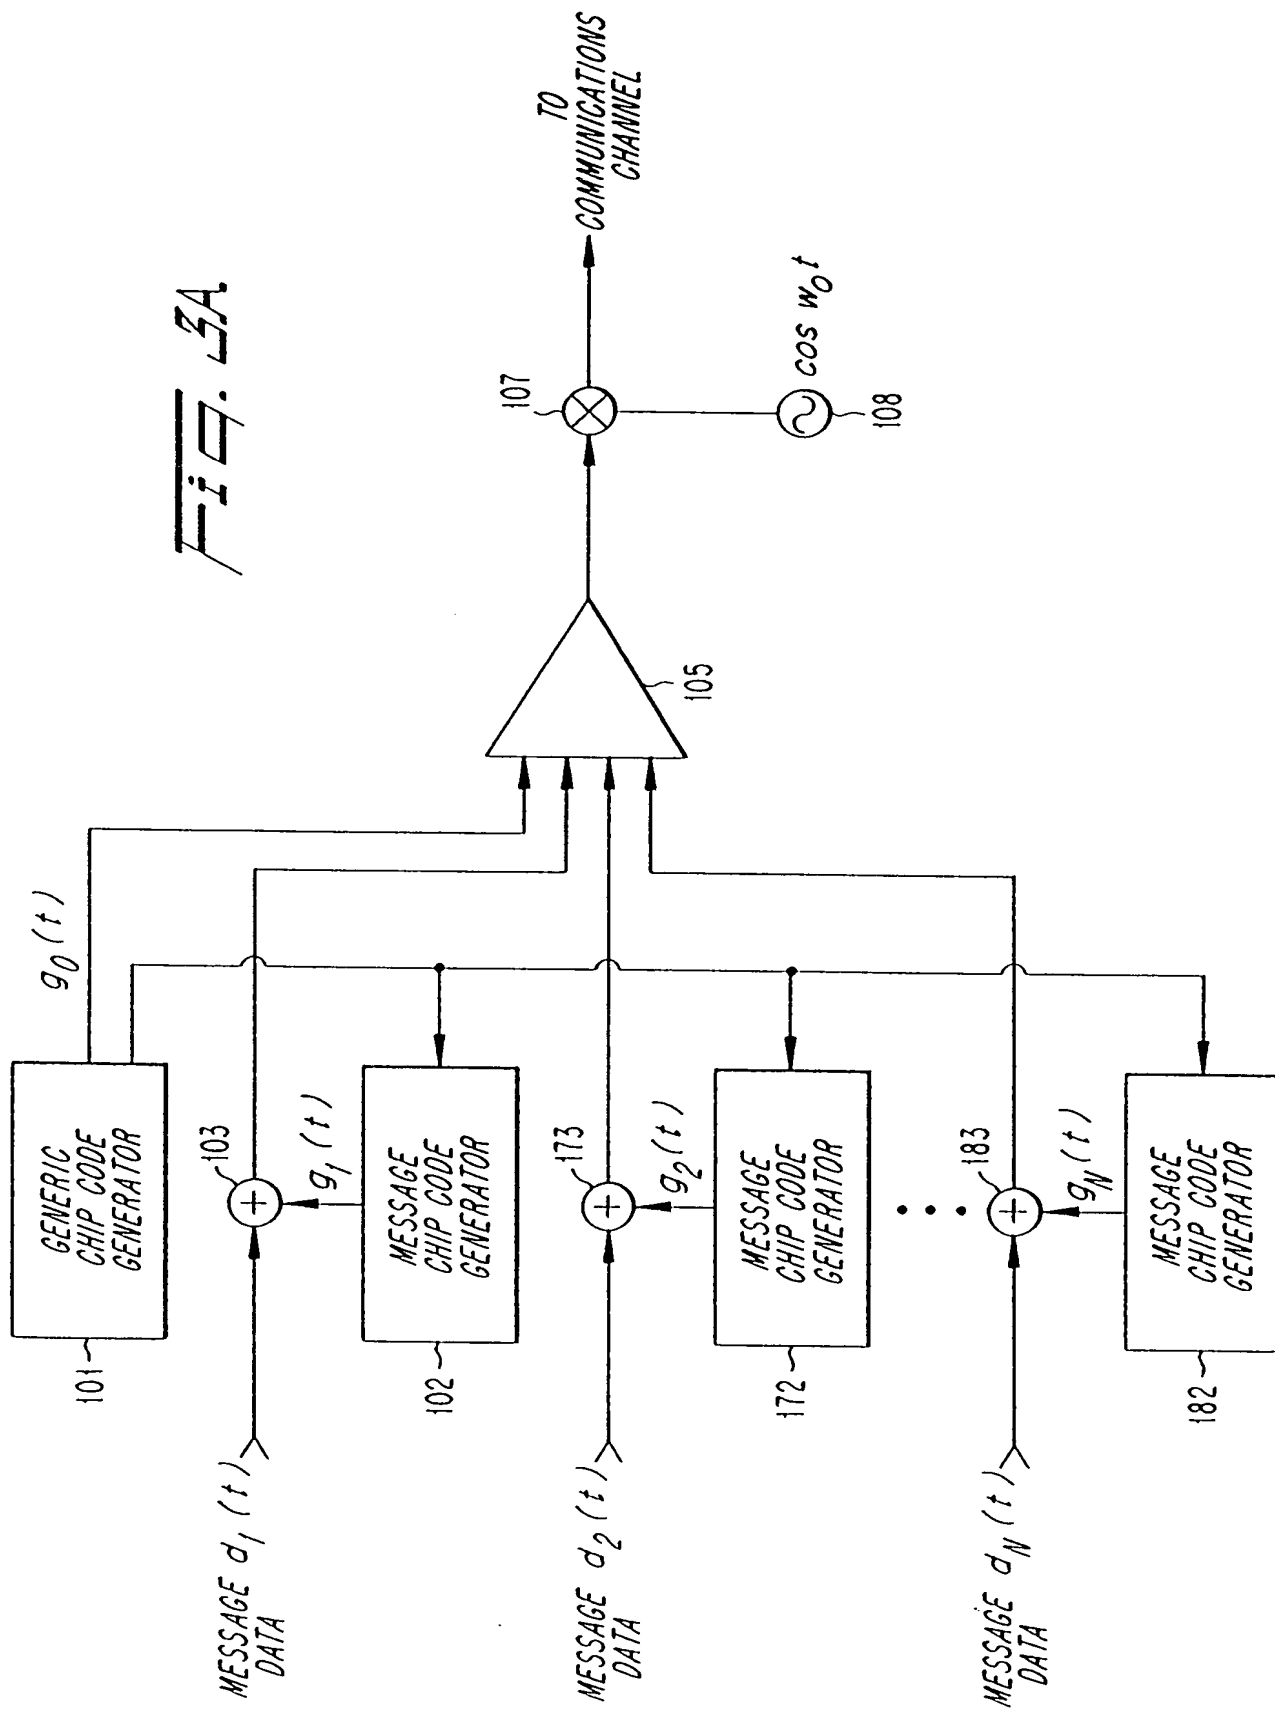 Fig. 3A.
GENERIC
CHIP CODE
GENERATOR
101
g0(t)
MESSAGE d1(t)
DATA
103
g1(t)
MESSAGE
CHIP CODE
GENERATOR
102
MESSAGE d2(t)
DATA
173
g2(t)
MESSAGE
CHIP CODE
GENERATOR
172
MESSAGE dN(t)
DATA
183
gN(t)
MESSAGE
CHIP CODE
GENERATOR
182
105
107
cos w0t
108
TO
COMMUNICATIONS
CHANNEL